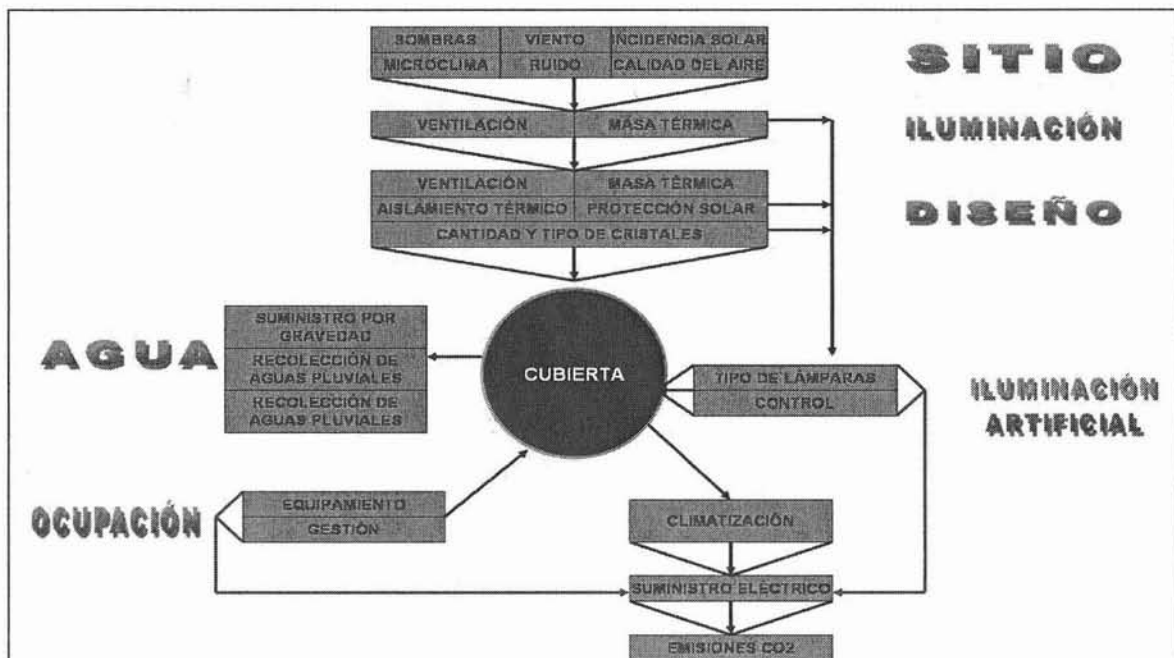 SOMBRAS VIENTO INCIDENCIA SOLAR
MICROCLIMA RUIDO CALIDAD DEL AIRE
SITIO
VENTILACIÓN MASA TÉRMICA
ILUMINACIÓN
VENTILACIÓN MASA TÉRMICA
AISLAMIENTO TÉRMICO PROTECCIÓN SOLAR
CANTIDAD Y TIPO DE CRISTALES
DISEÑO
AGUA
SUMINISTRO POR
GRAVEDAD
RECOLECCIÓN DE
AGUAS PLUVIALES
RECOLECCIÓN DE
AGUAS PLUVIALES
CUBIERTA
TIPO DE LÁMPARAS
CONTROL
ILUMINACIÓN
ARTIFICIAL
OCUPACIÓN
EQUIPAMIENTO
GESTIÓN
CLIMATIZACIÓN
SUMINISTRO ELÉCTRICO
EMISIONES CO2